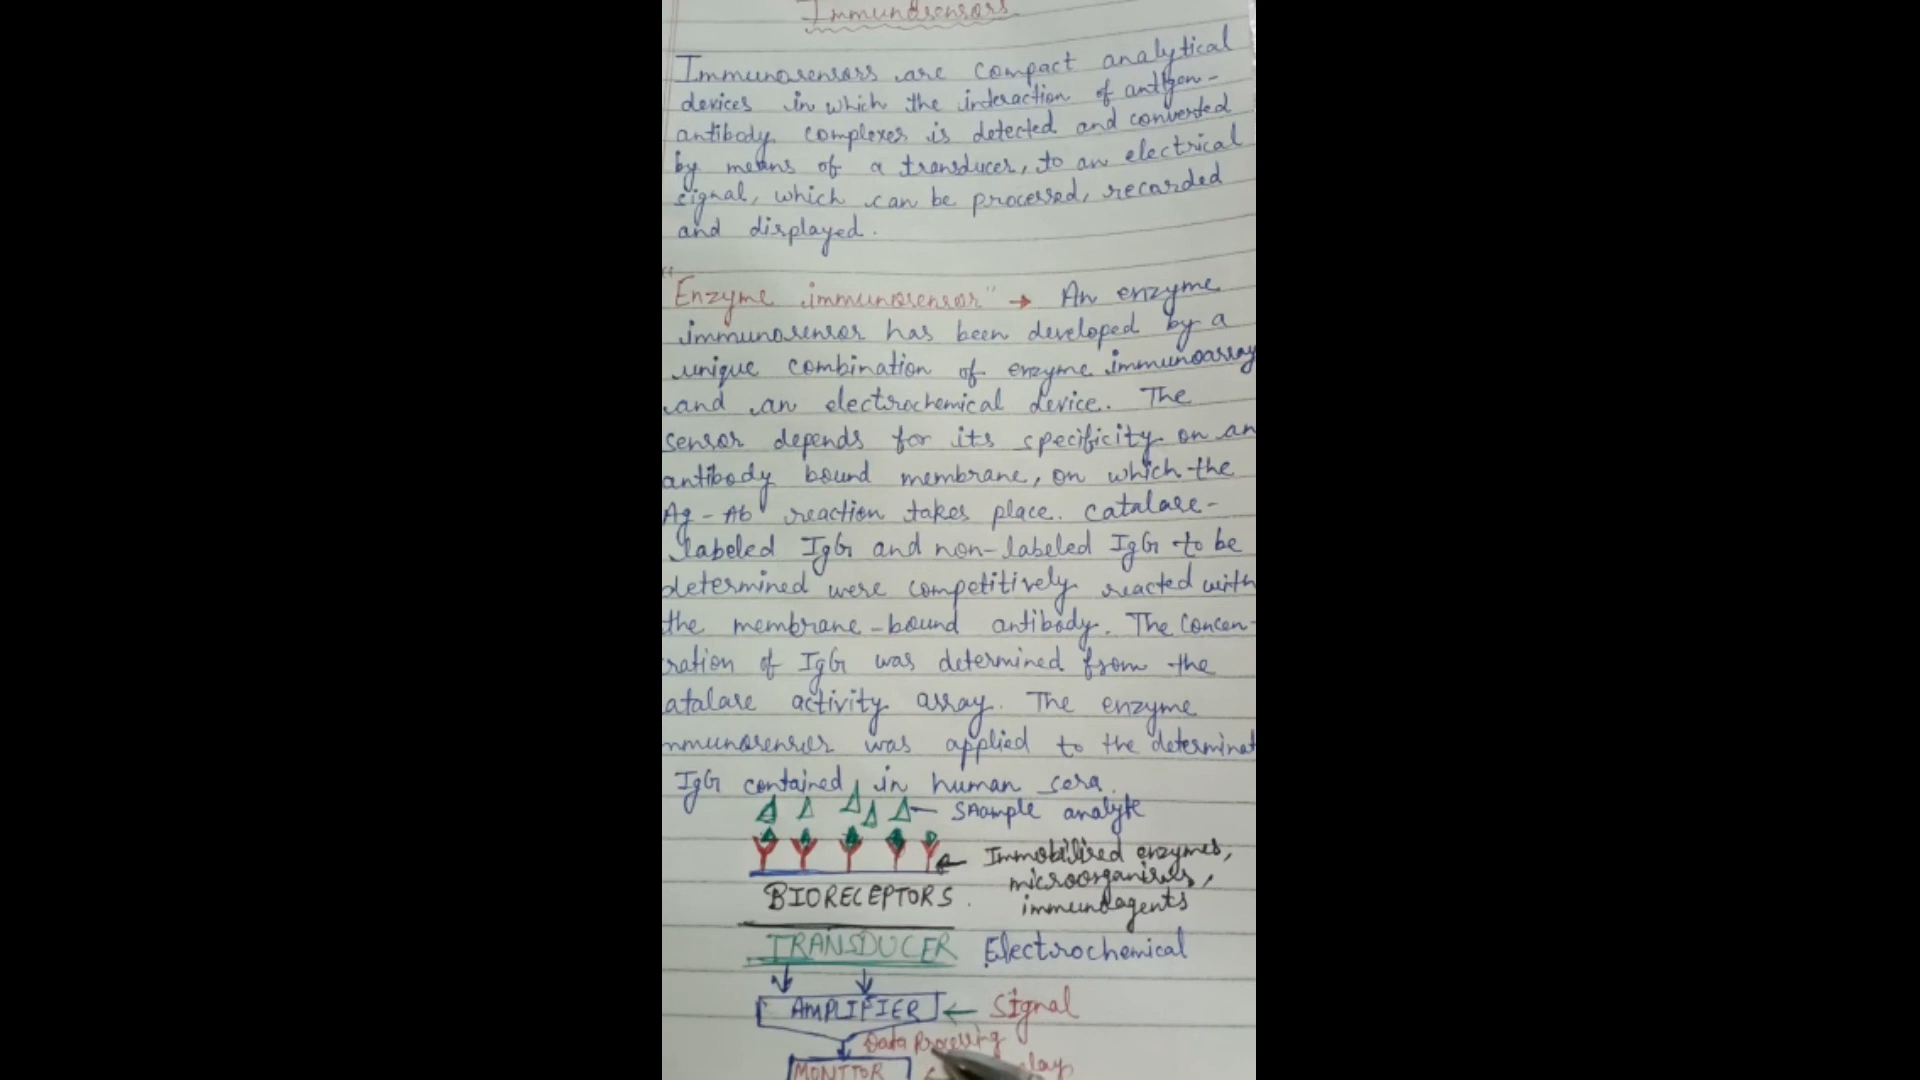 Immunosensors
Immunosensors are compact analytical
devices in which the interaction of antigen-
antibody complexes is detected and converted
by means of a transducer, to an electrical
signal, which can be processed, recorded
and displayed.
"Enzyme immunosensor" → An enzyme
immunosensor has been developed by a
unique combination of enzyme immunoassay
and an electrochemical device. The
sensor depends for its specificity on an
antibody bound membrane, on which the
Ag-Ab reaction takes place. Catalase-
labeled IgG and non-labeled IgG to be
determined were competitively reacted with
the membrane-bound antibody. The Concen-
ration of IgG was determined from the
atalase activity assay. The enzyme
mmunosensor was applied to the determinat
IgG contained in human sera.
SAample analyte
Immobilised enzymes,
microorganisms,
immunoagents
BIORECEPTORS.
TRANSDUCER Electrochemical
AMPLIFIER ← Signal
Data Processing
MONITOR
lay